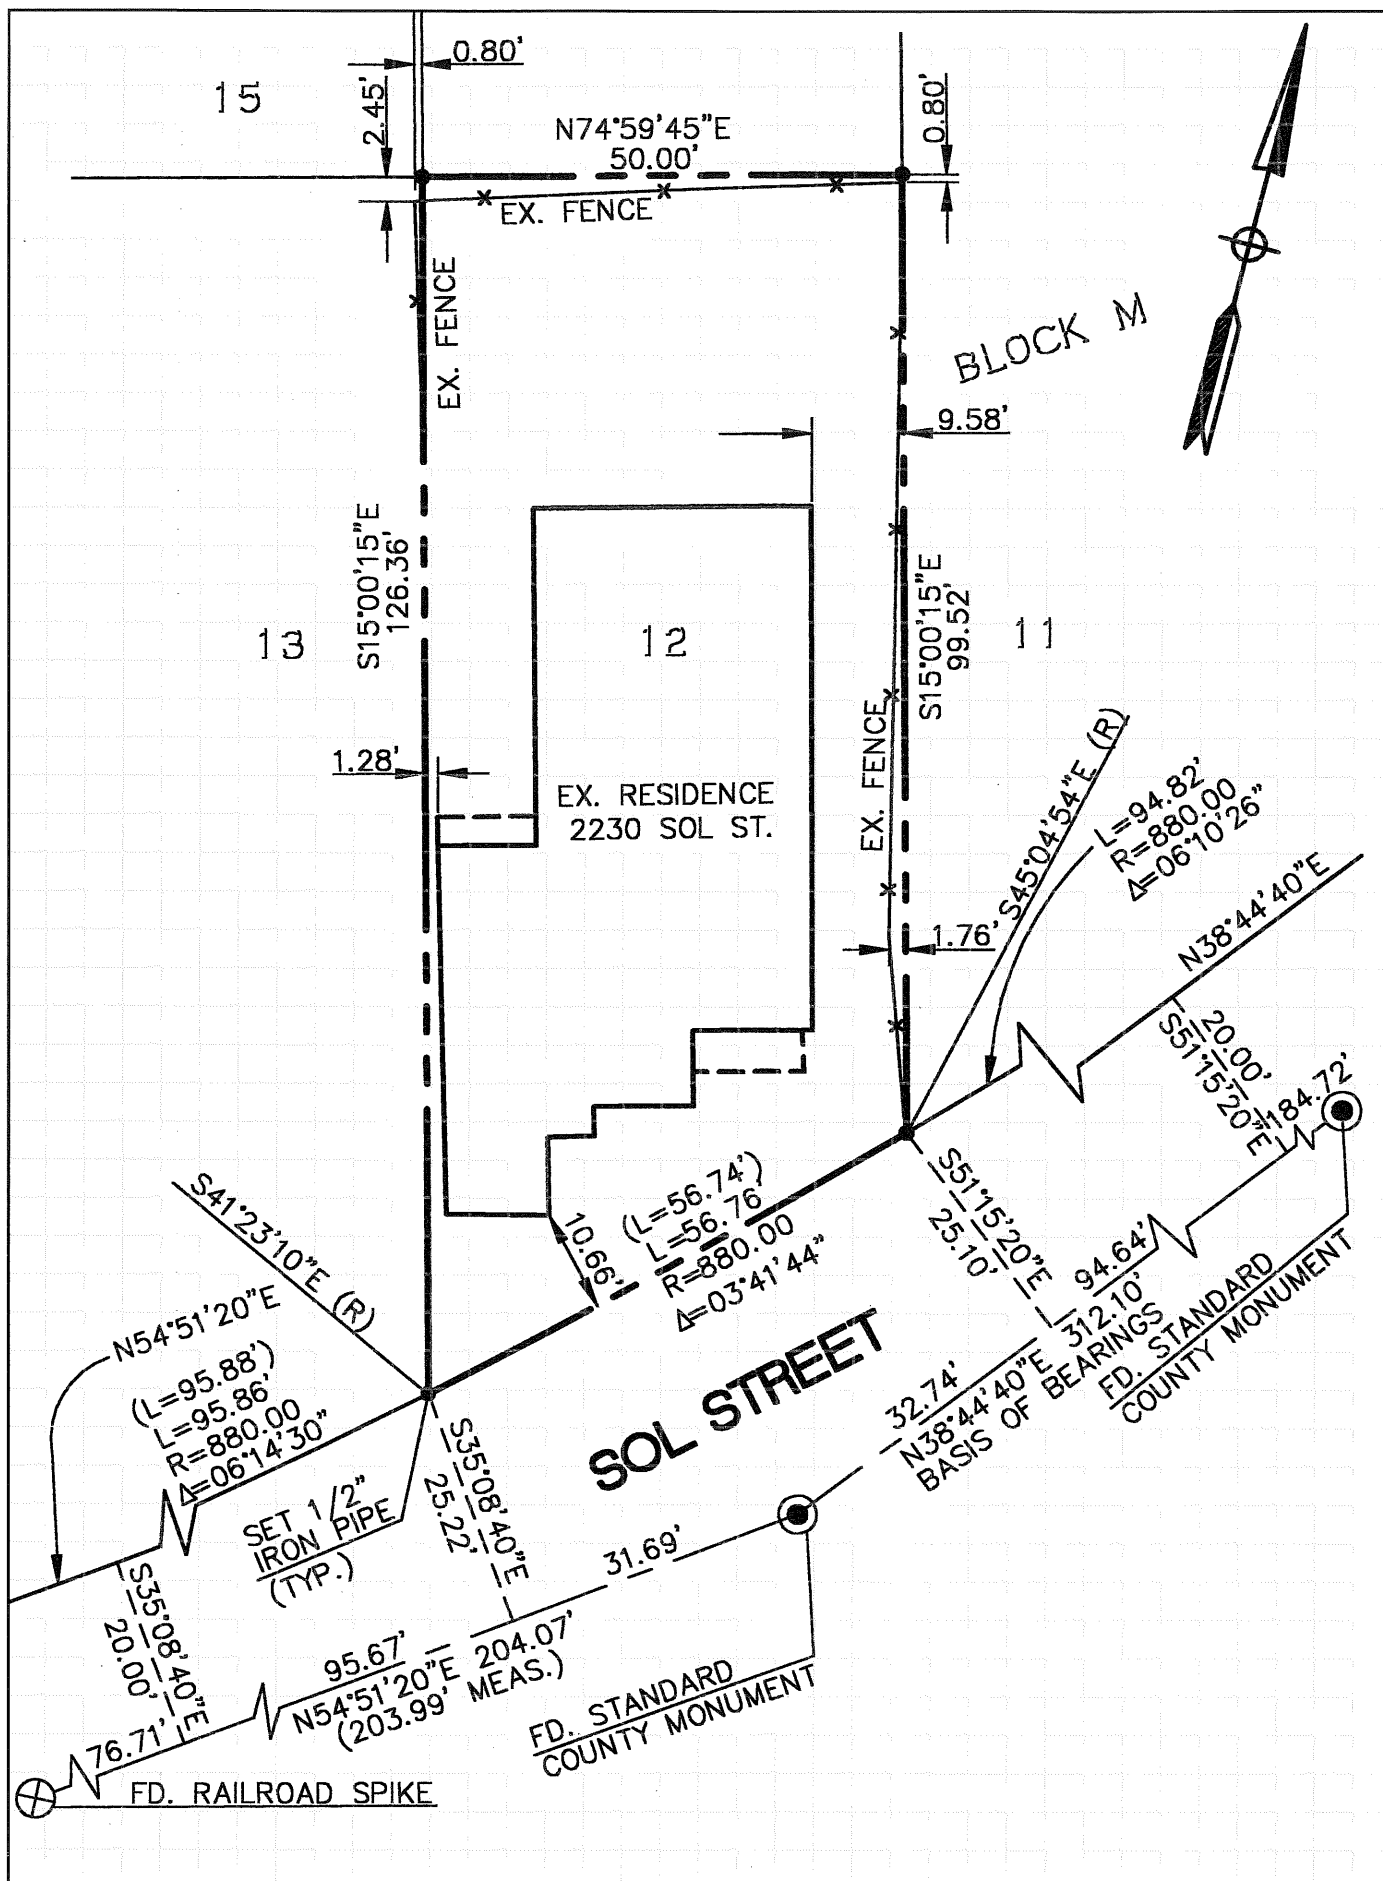 0.80'
15
2.45'
0.80'
N74°59'45"E
50.00'
EX. FENCE
EX. FENCE
BLOCK M
9.58'
S15°00'15"E
126.36'
13
12
S15°00'15"E
99.52'
11
1.28'
EX. RESIDENCE
2230 SOL ST.
EX. FENCE
S45°04'54"E (R)
L=94.82'
R=880.00
Δ=06°10'26"
1.76'
N38°44'40"E
20.00'
S51°15'20"E
184.72'
S41°23'10"E (R)
10.66'
(L=56.74')
L=56.76'
R=880.00
Δ=03°41'44"
S51°15'20"E
25.10'
94.64'
312.10'
N38°44'40"E
BASIS OF BEARINGS
FD. STANDARD
COUNTY MONUMENT
N54°51'20"E
(L=95.88')
L=95.86'
R=880.00
Δ=06°14'30"
SOL STREET
32.74'
SET 1/2"
IRON PIPE
(TYP.)
S35°08'40"E
25.22'
31.69'
S35°08'40"E
20.00'
95.67'
204.07'
N54°51'20"E
(203.99' MEAS.)
FD. STANDARD
COUNTY MONUMENT
76.71'
FD. RAILROAD SPIKE